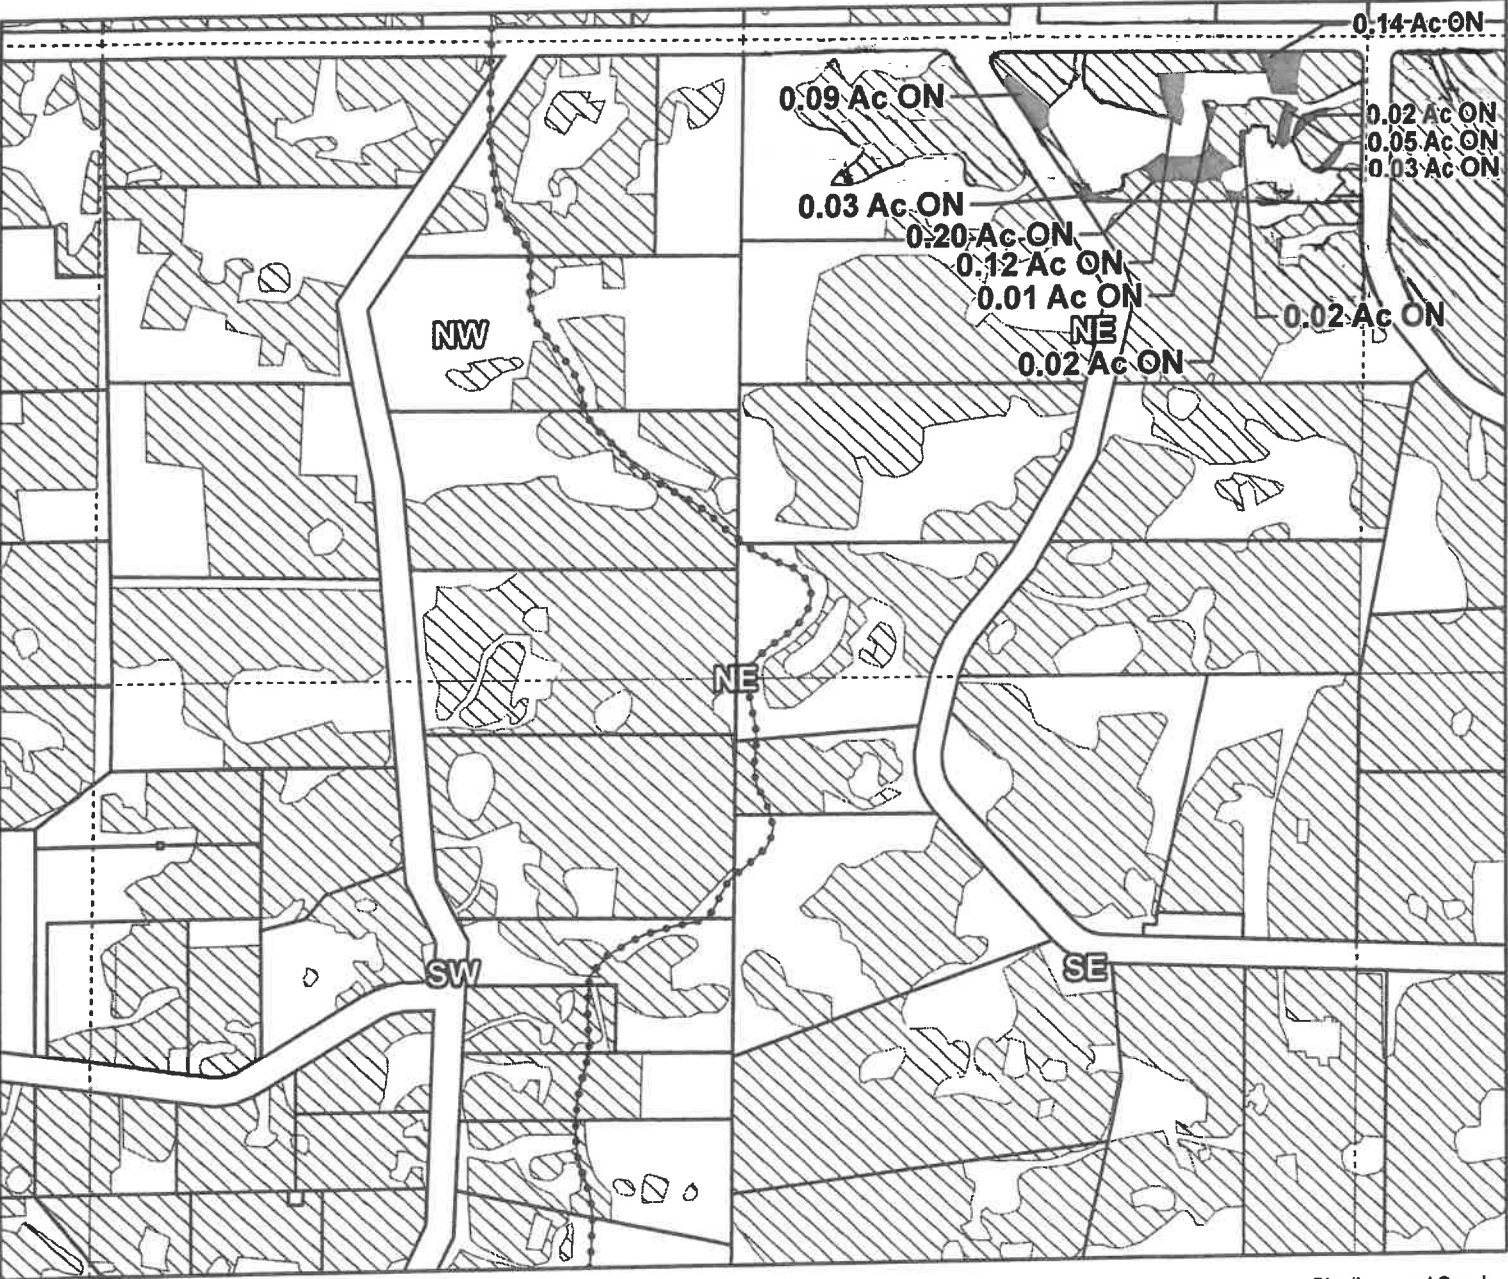 0.14 Ac ON
0.09 Ac ON
0.02 Ac ON
0.05 Ac ON
0.03 Ac ON
0.03 Ac ON
0.20 Ac ON
0.12 Ac ON
0.01 Ac ON
0.02 Ac ON
NW
NE
0.02 Ac ON
NE
SW
SE